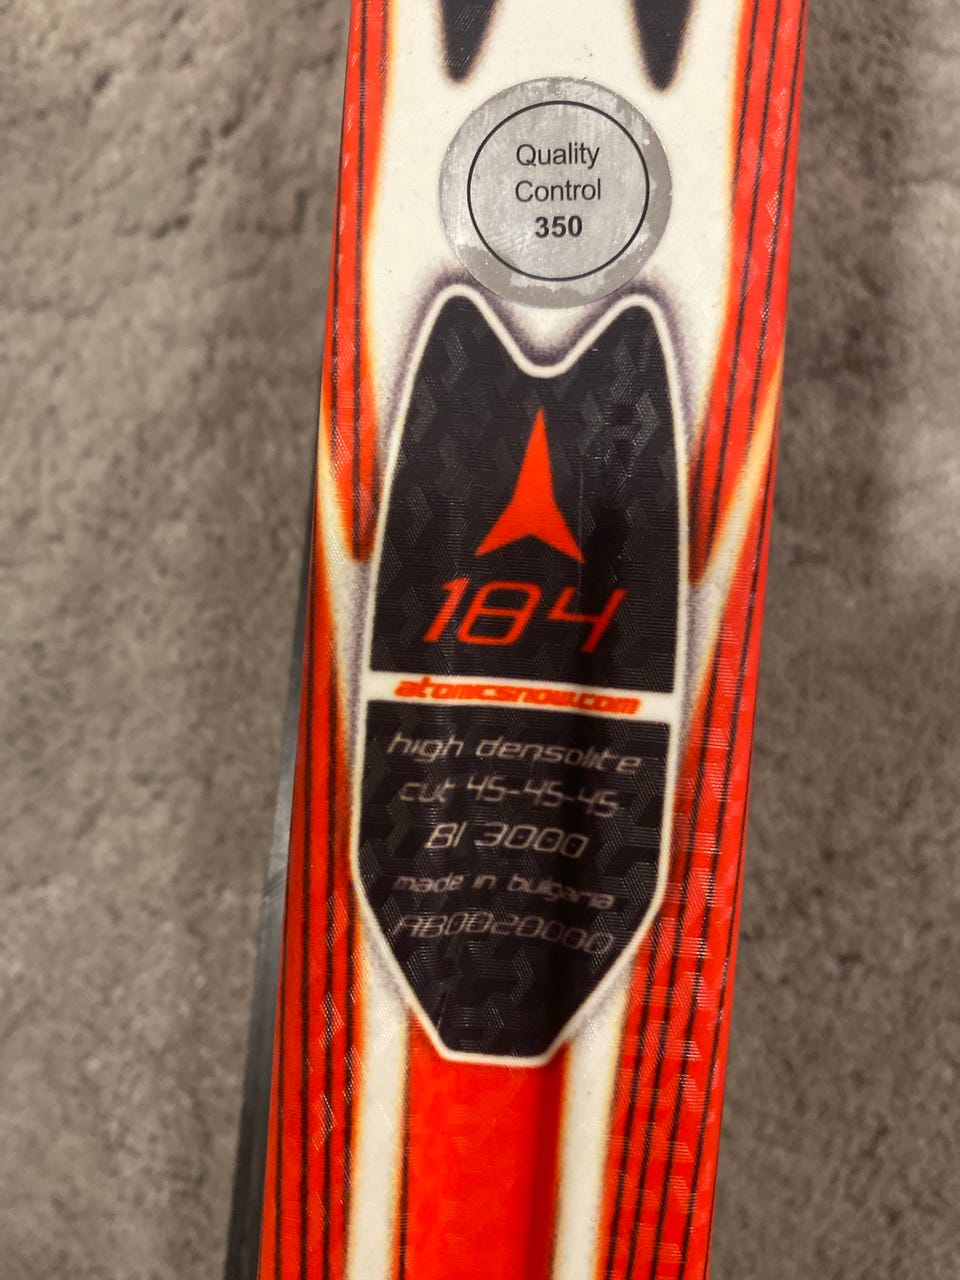 Quality
Control
350
184
atomicsnow.com
high densolite
cut 45-45-45
BI 3000
made in bulgaria
AB0020000